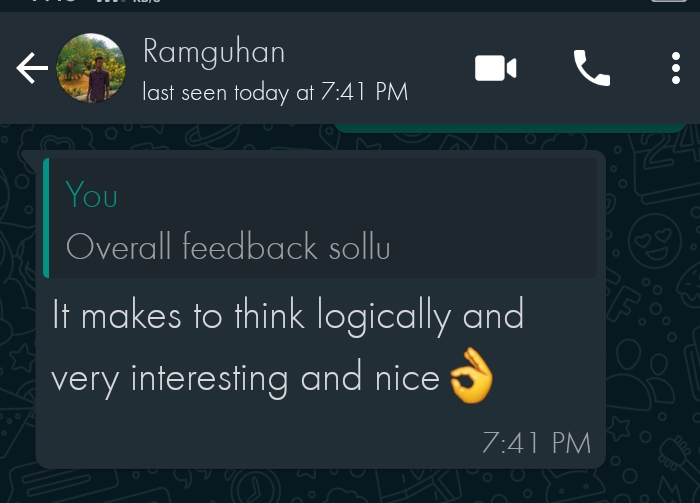 Ramguhan
last seen today at 7:41 PM
You
Overall feedback sollu
It makes to think logically and
very interesting and nice👌
7:41 PM